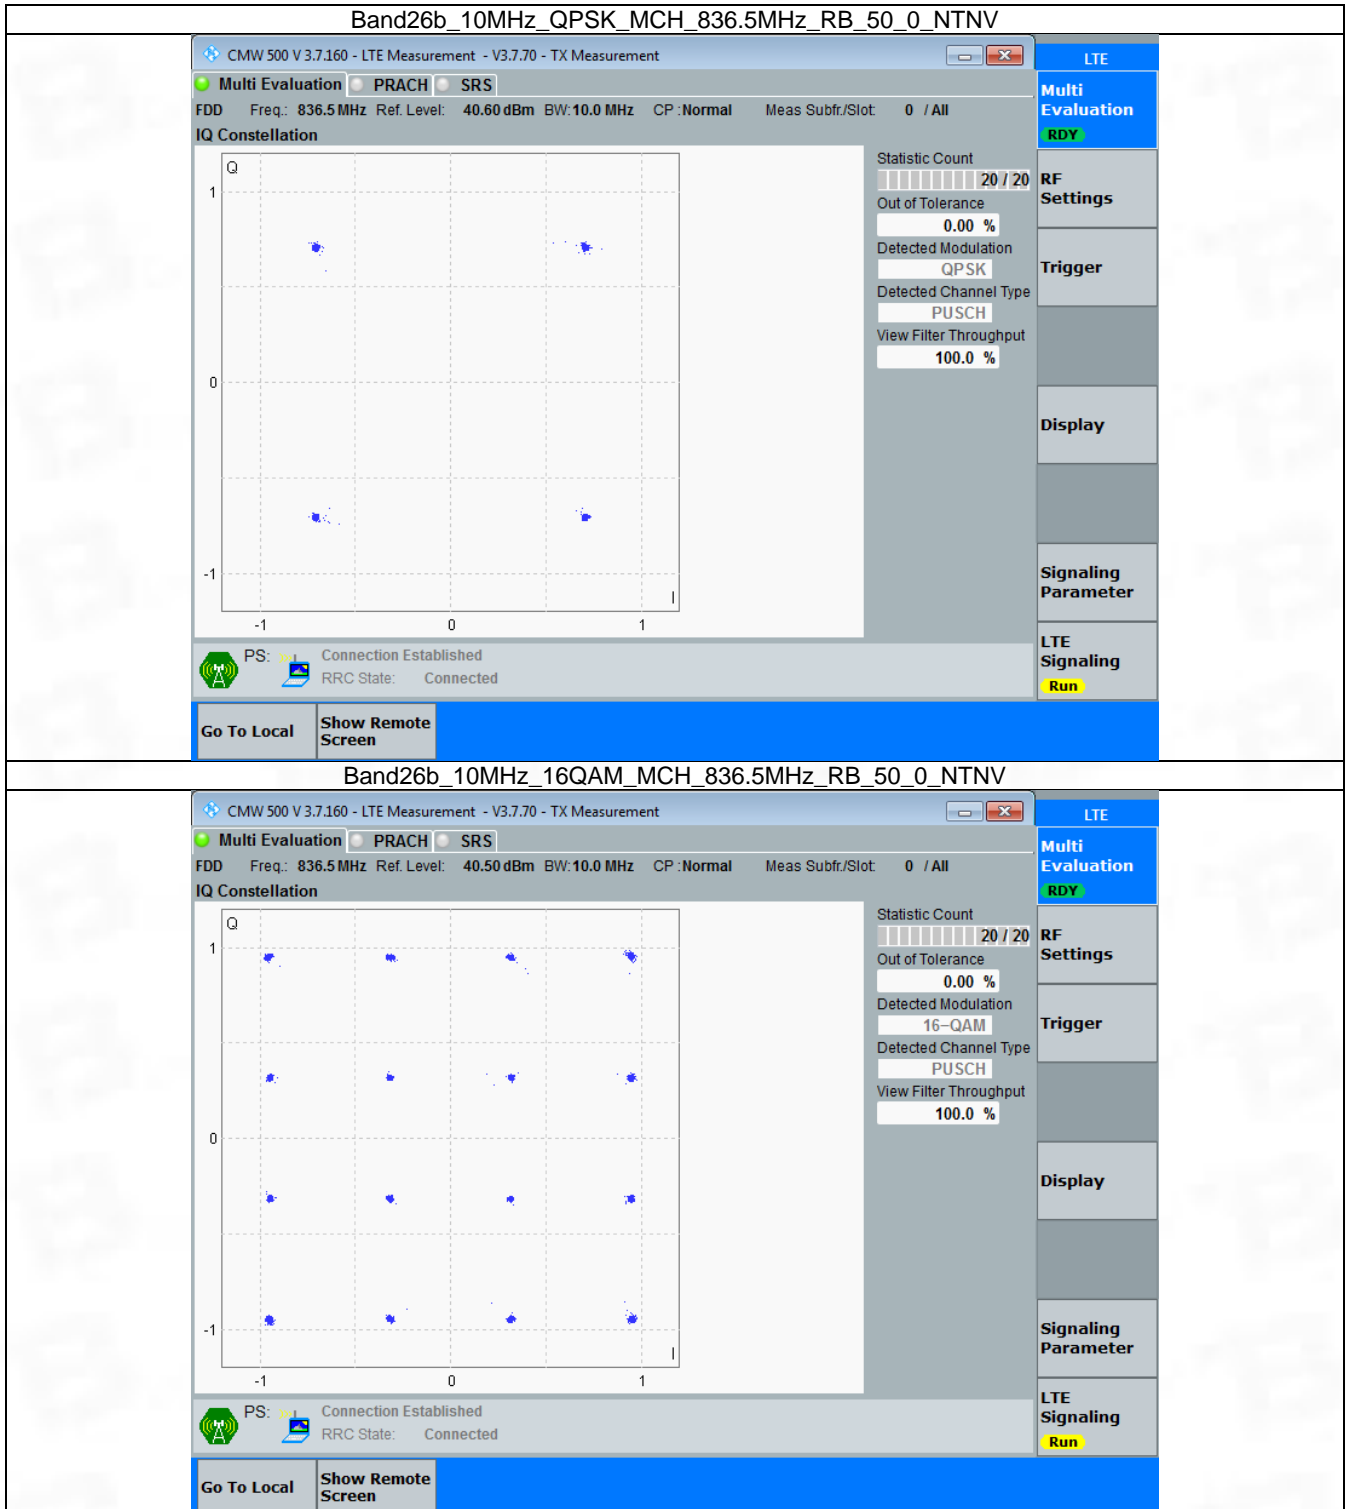 Band26b_10MHz_QPSK_MCH_836.5MHz_RB_50_0_NTNV
CMW 500 V 3.7.160 - LTE Measurement - V3.7.70 - TX Measurement
LTE
Multi Evaluation PRACH SRS
Multi
Evaluation
RDY
FDD Freq.: 836.5 MHz Ref. Level: 40.60 dBm BW: 10.0 MHz CP : Normal Meas Subfr./Slot: 0 / All
IQ Constellation
Q
1
0
-1
I
-1 0 1
Statistic Count
20 / 20
Out of Tolerance
0.00 %
Detected Modulation
QPSK
Detected Channel Type
PUSCH
View Filter Throughput
100.0 %
RF
Settings
Trigger
Display
Signaling
Parameter
LTE
Signaling
Run
PS: Connection Established
RRC State: Connected
Go To Local
Show Remote
Screen
Band26b_10MHz_16QAM_MCH_836.5MHz_RB_50_0_NTNV
CMW 500 V 3.7.160 - LTE Measurement - V3.7.70 - TX Measurement
LTE
Multi Evaluation PRACH SRS
Multi
Evaluation
RDY
FDD Freq.: 836.5 MHz Ref. Level: 40.50 dBm BW: 10.0 MHz CP : Normal Meas Subfr./Slot: 0 / All
IQ Constellation
Q
1
0
-1
I
-1 0 1
Statistic Count
20 / 20
Out of Tolerance
0.00 %
Detected Modulation
16-QAM
Detected Channel Type
PUSCH
View Filter Throughput
100.0 %
RF
Settings
Trigger
Display
Signaling
Parameter
LTE
Signaling
Run
PS: Connection Established
RRC State: Connected
Go To Local
Show Remote
Screen